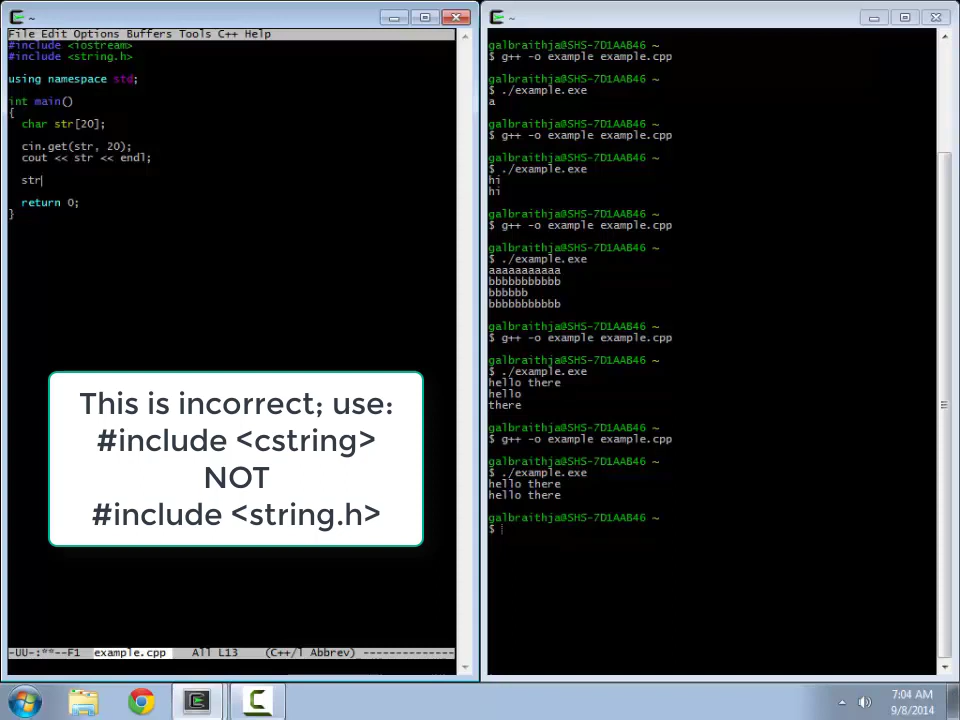 ~
File Edit Options Buffers Tools C++ Help
#include <iostream>
#include <string.h>
using namespace std;
int main()
{
char str[20];
cin.get(str, 20);
cout << str << endl;
str
return 0;
}
This is incorrect; use:
#include <cstring>
NOT
#include <string.h>
-UU-:**--F1 example.cpp All L13 (C++/l Abbrev) --------------
~
galbraithja@SHS-7D1AAB46 ~
$ g++ -o example example.cpp
galbraithja@SHS-7D1AAB46 ~
$ ./example.exe
a
galbraithja@SHS-7D1AAB46 ~
$ g++ -o example example.cpp
galbraithja@SHS-7D1AAB46 ~
$ ./example.exe
hi
hi
galbraithja@SHS-7D1AAB46 ~
$ g++ -o example example.cpp
galbraithja@SHS-7D1AAB46 ~
$ ./example.exe
aaaaaaaaaaa
bbbbbbbbbbb
bbbbbb
bbbbbbbbbbb
galbraithja@SHS-7D1AAB46 ~
$ g++ -o example example.cpp
galbraithja@SHS-7D1AAB46 ~
$ ./example.exe
hello there
hello
there
galbraithja@SHS-7D1AAB46 ~
$ g++ -o example example.cpp
galbraithja@SHS-7D1AAB46 ~
$ ./example.exe
hello there
hello there
galbraithja@SHS-7D1AAB46 ~
$
7:04 AM
9/8/2014